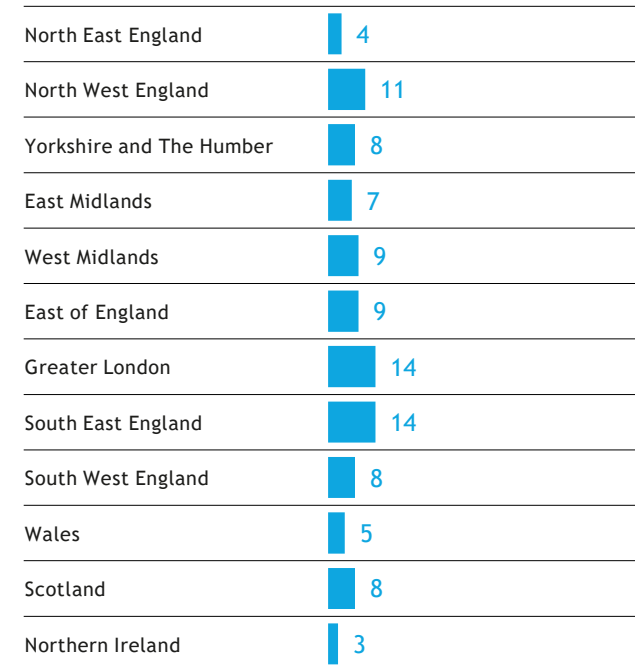 North East England 4
North West England 11
Yorkshire and The Humber 8
East Midlands 7
West Midlands 9
East of England 9
Greater London 14
South East England 14
South West England 8
Wales 5
Scotland 8
Northern Ireland 3